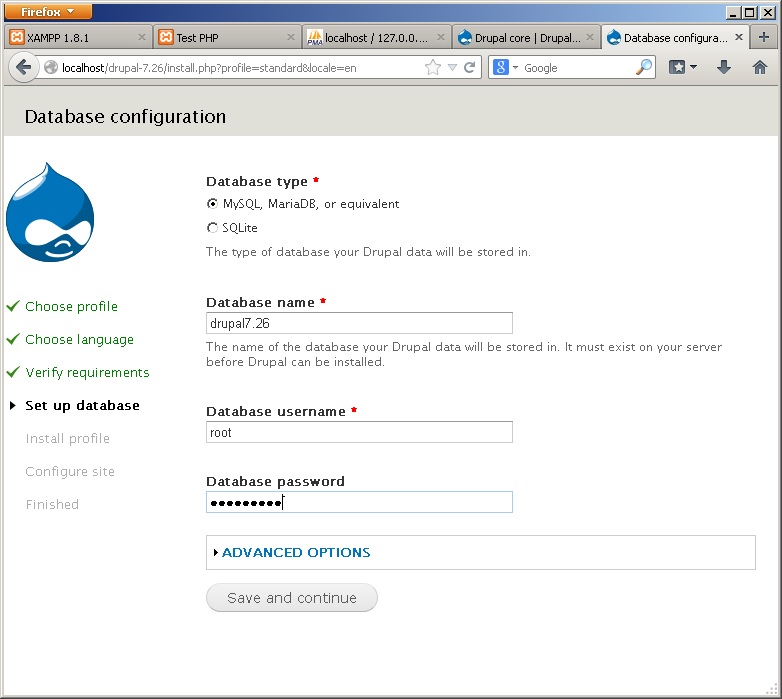 Firefox
XAMPP 1.8.1
Test PHP
PMA
localhost / 127.0.0....
Drupal core | Drupal...
Database configura...
localhost/drupal-7.26/install.php?profile=standard&locale=en
8
Google
Database configuration
Database type *
MySQL, MariaDB, or equivalent
SQLite
The type of database your Drupal data will be stored in.
Choose profile
Choose language
Verify requirements
Set up database
Install profile
Configure site
Finished
Database name *
drupal7.26
The name of the database your Drupal data will be stored in. It must exist on your server
before Drupal can be installed.
Database username *
root
Database password
•••••••••
ADVANCED OPTIONS
Save and continue